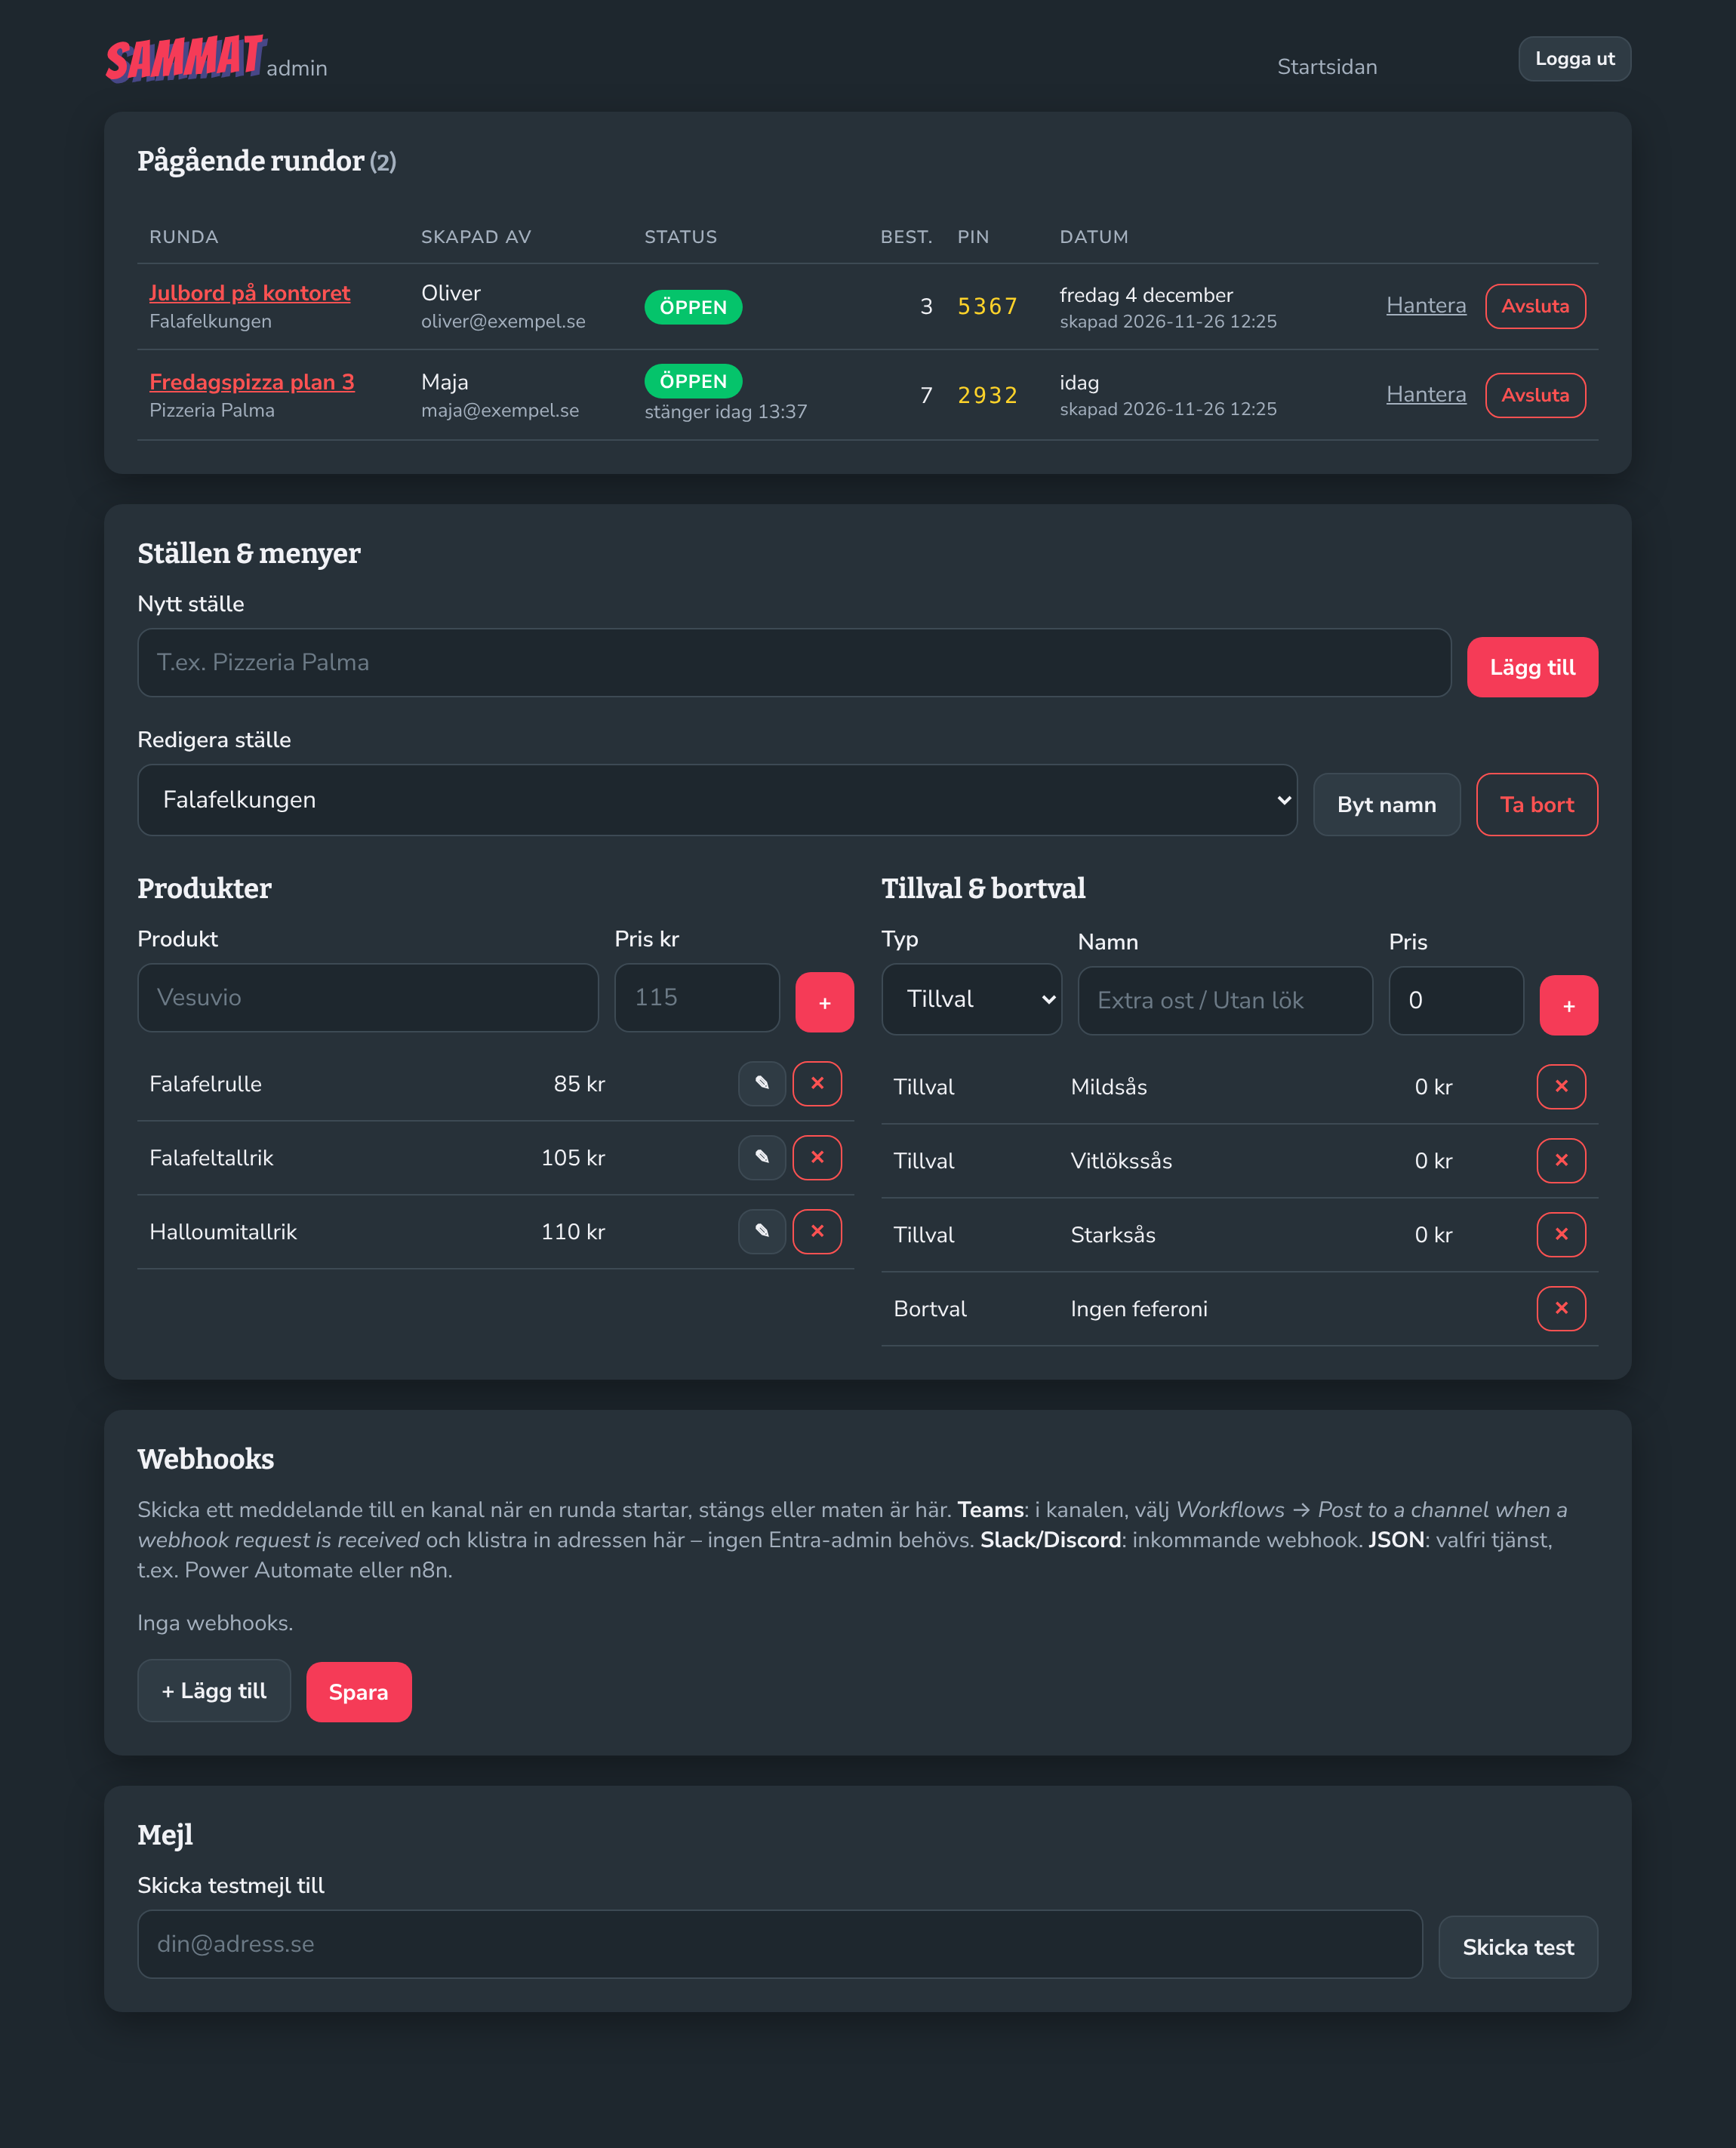 SAMMAT admin
Startsidan
Logga ut
Pågående rundor (2)
RUNDA SKAPAD AV STATUS BEST. PIN DATUM
Julbord på kontoret Oliver ÖPPEN 3 5367 fredag 4 december Hantera Avsluta
Falafelkungen oliver@exempel.se skapad 2026-11-26 12:25
Fredagspizza plan 3 Maja ÖPPEN 7 2932 idag Hantera Avsluta
Pizzeria Palma maja@exempel.se stänger idag 13:37 skapad 2026-11-26 12:25
Ställen & menyer
Nytt ställe
T.ex. Pizzeria Palma Lägg till
Redigera ställe
Falafelkungen Byt namn Ta bort
Produkter
Produkt Pris kr
Vesuvio 115 +
Falafelrulle 85 kr ✎ ✕
Falafeltallrik 105 kr ✎ ✕
Halloumitallrik 110 kr ✎ ✕
Tillval & bortval
Typ Namn Pris
Tillval Extra ost / Utan lök 0 +
Tillval Mildsås 0 kr ✕
Tillval Vitlökssås 0 kr ✕
Tillval Starksås 0 kr ✕
Bortval Ingen feferoni ✕
Webhooks
Skicka ett meddelande till en kanal när en runda startar, stängs eller maten är här. Teams: i kanalen, välj Workflows → Post to a channel when a
webhook request is received och klistra in adressen här – ingen Entra-admin behövs. Slack/Discord: inkommande webhook. JSON: valfri tjänst,
t.ex. Power Automate eller n8n.
Inga webhooks.
+ Lägg till Spara
Mejl
Skicka testmejl till
din@adress.se Skicka test